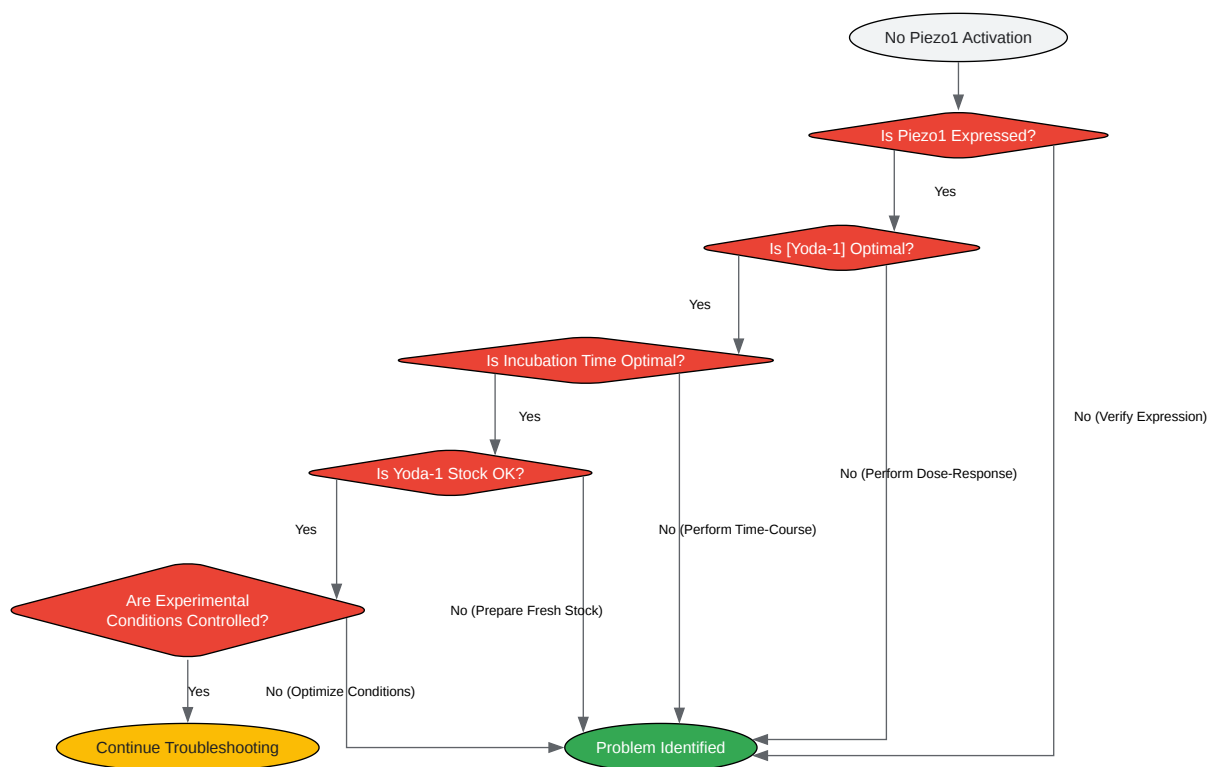 No Piezo1 Activation
Is Piezo1 Expressed?
Yes
Is [Yoda-1] Optimal?
Yes
Is Incubation Time Optimal?
Yes
No (Verify Expression)
Is Yoda-1 Stock OK?
No (Perform Dose-Response)
Yes
No (Perform Time-Course)
Are Experimental
Conditions Controlled?
No (Prepare Fresh Stock)
Yes
No (Optimize Conditions)
Continue Troubleshooting
Problem Identified